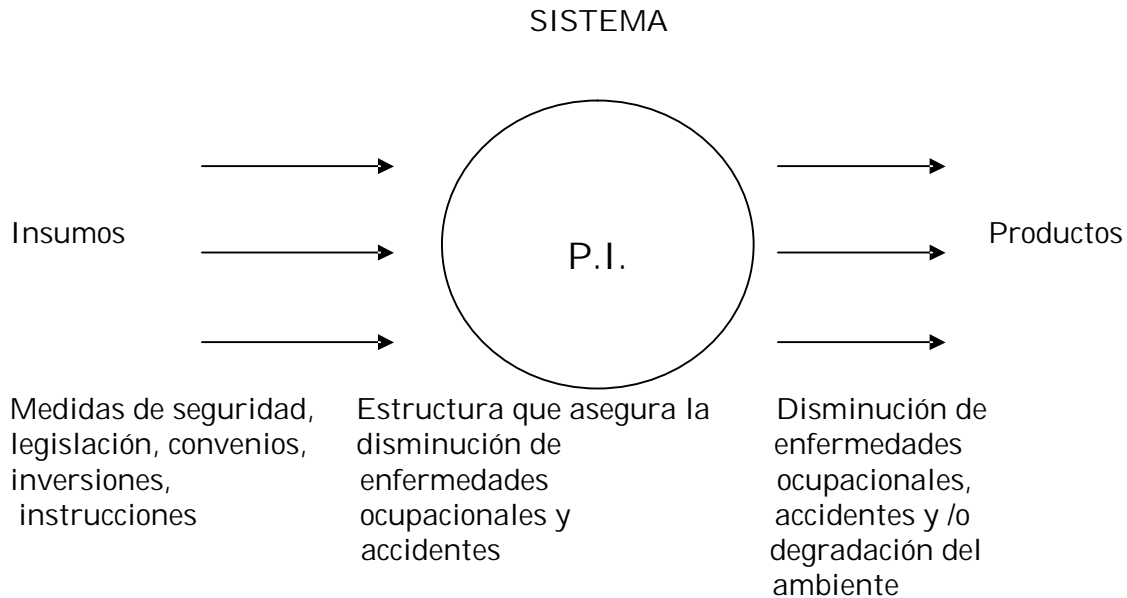 SISTEMA
Insumos
P.I.
Productos
Medidas de seguridad,
legislación, convenios,
inversiones,
instrucciones
Estructura que asegura la
disminución de
enfermedades
ocupacionales y
accidentes
Disminución de
enfermedades
ocupacionales,
accidentes y /o
degradación del
ambiente